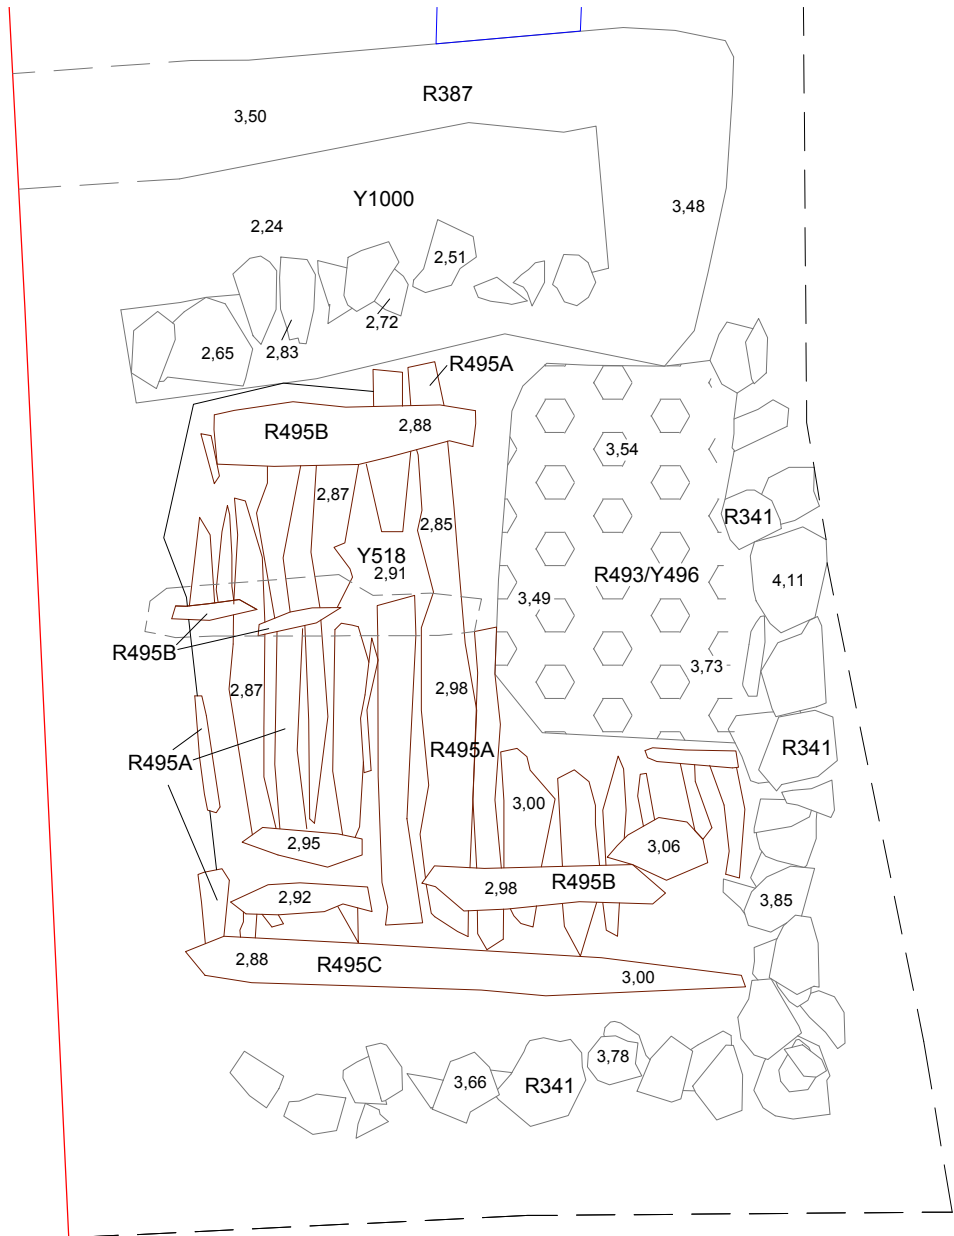 R387
3,50
Y1000
3,48
2,24
2,51
2,72
2,65
2,83
R495A
R495B
2,88
3,54
2,87
2,85
R341
Y518
2,91
R493/Y496
4,11
3,49
R495B
3,73
2,87
2,98
R495A
R495A
R341
3,00
2,95
3,06
2,92
2,98
R495B
3,85
2,88
R495C
3,00
3,78
3,66
R341